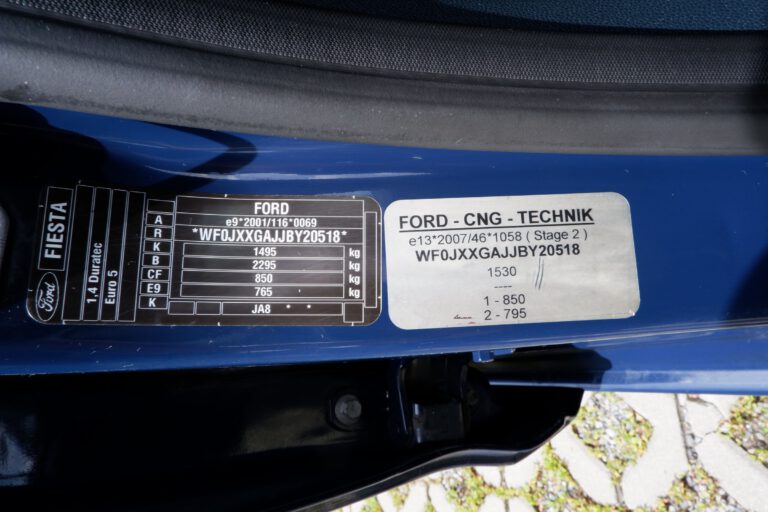 FIESTA
Ford
1,4 Duratec
Euro 5
A
R
K
B
CF
E9
K
FORD
e9*2001/116*0069
*WF0JXXGAJJBY20518*
1495 kg
2295 kg
850 kg
765 kg
JA8 * *
FORD - CNG - TECHNIK
e13*2007/46*1058 ( Stage 2 )
WF0JXXGAJJBY20518
1530
----
1 - 850
2 - 795